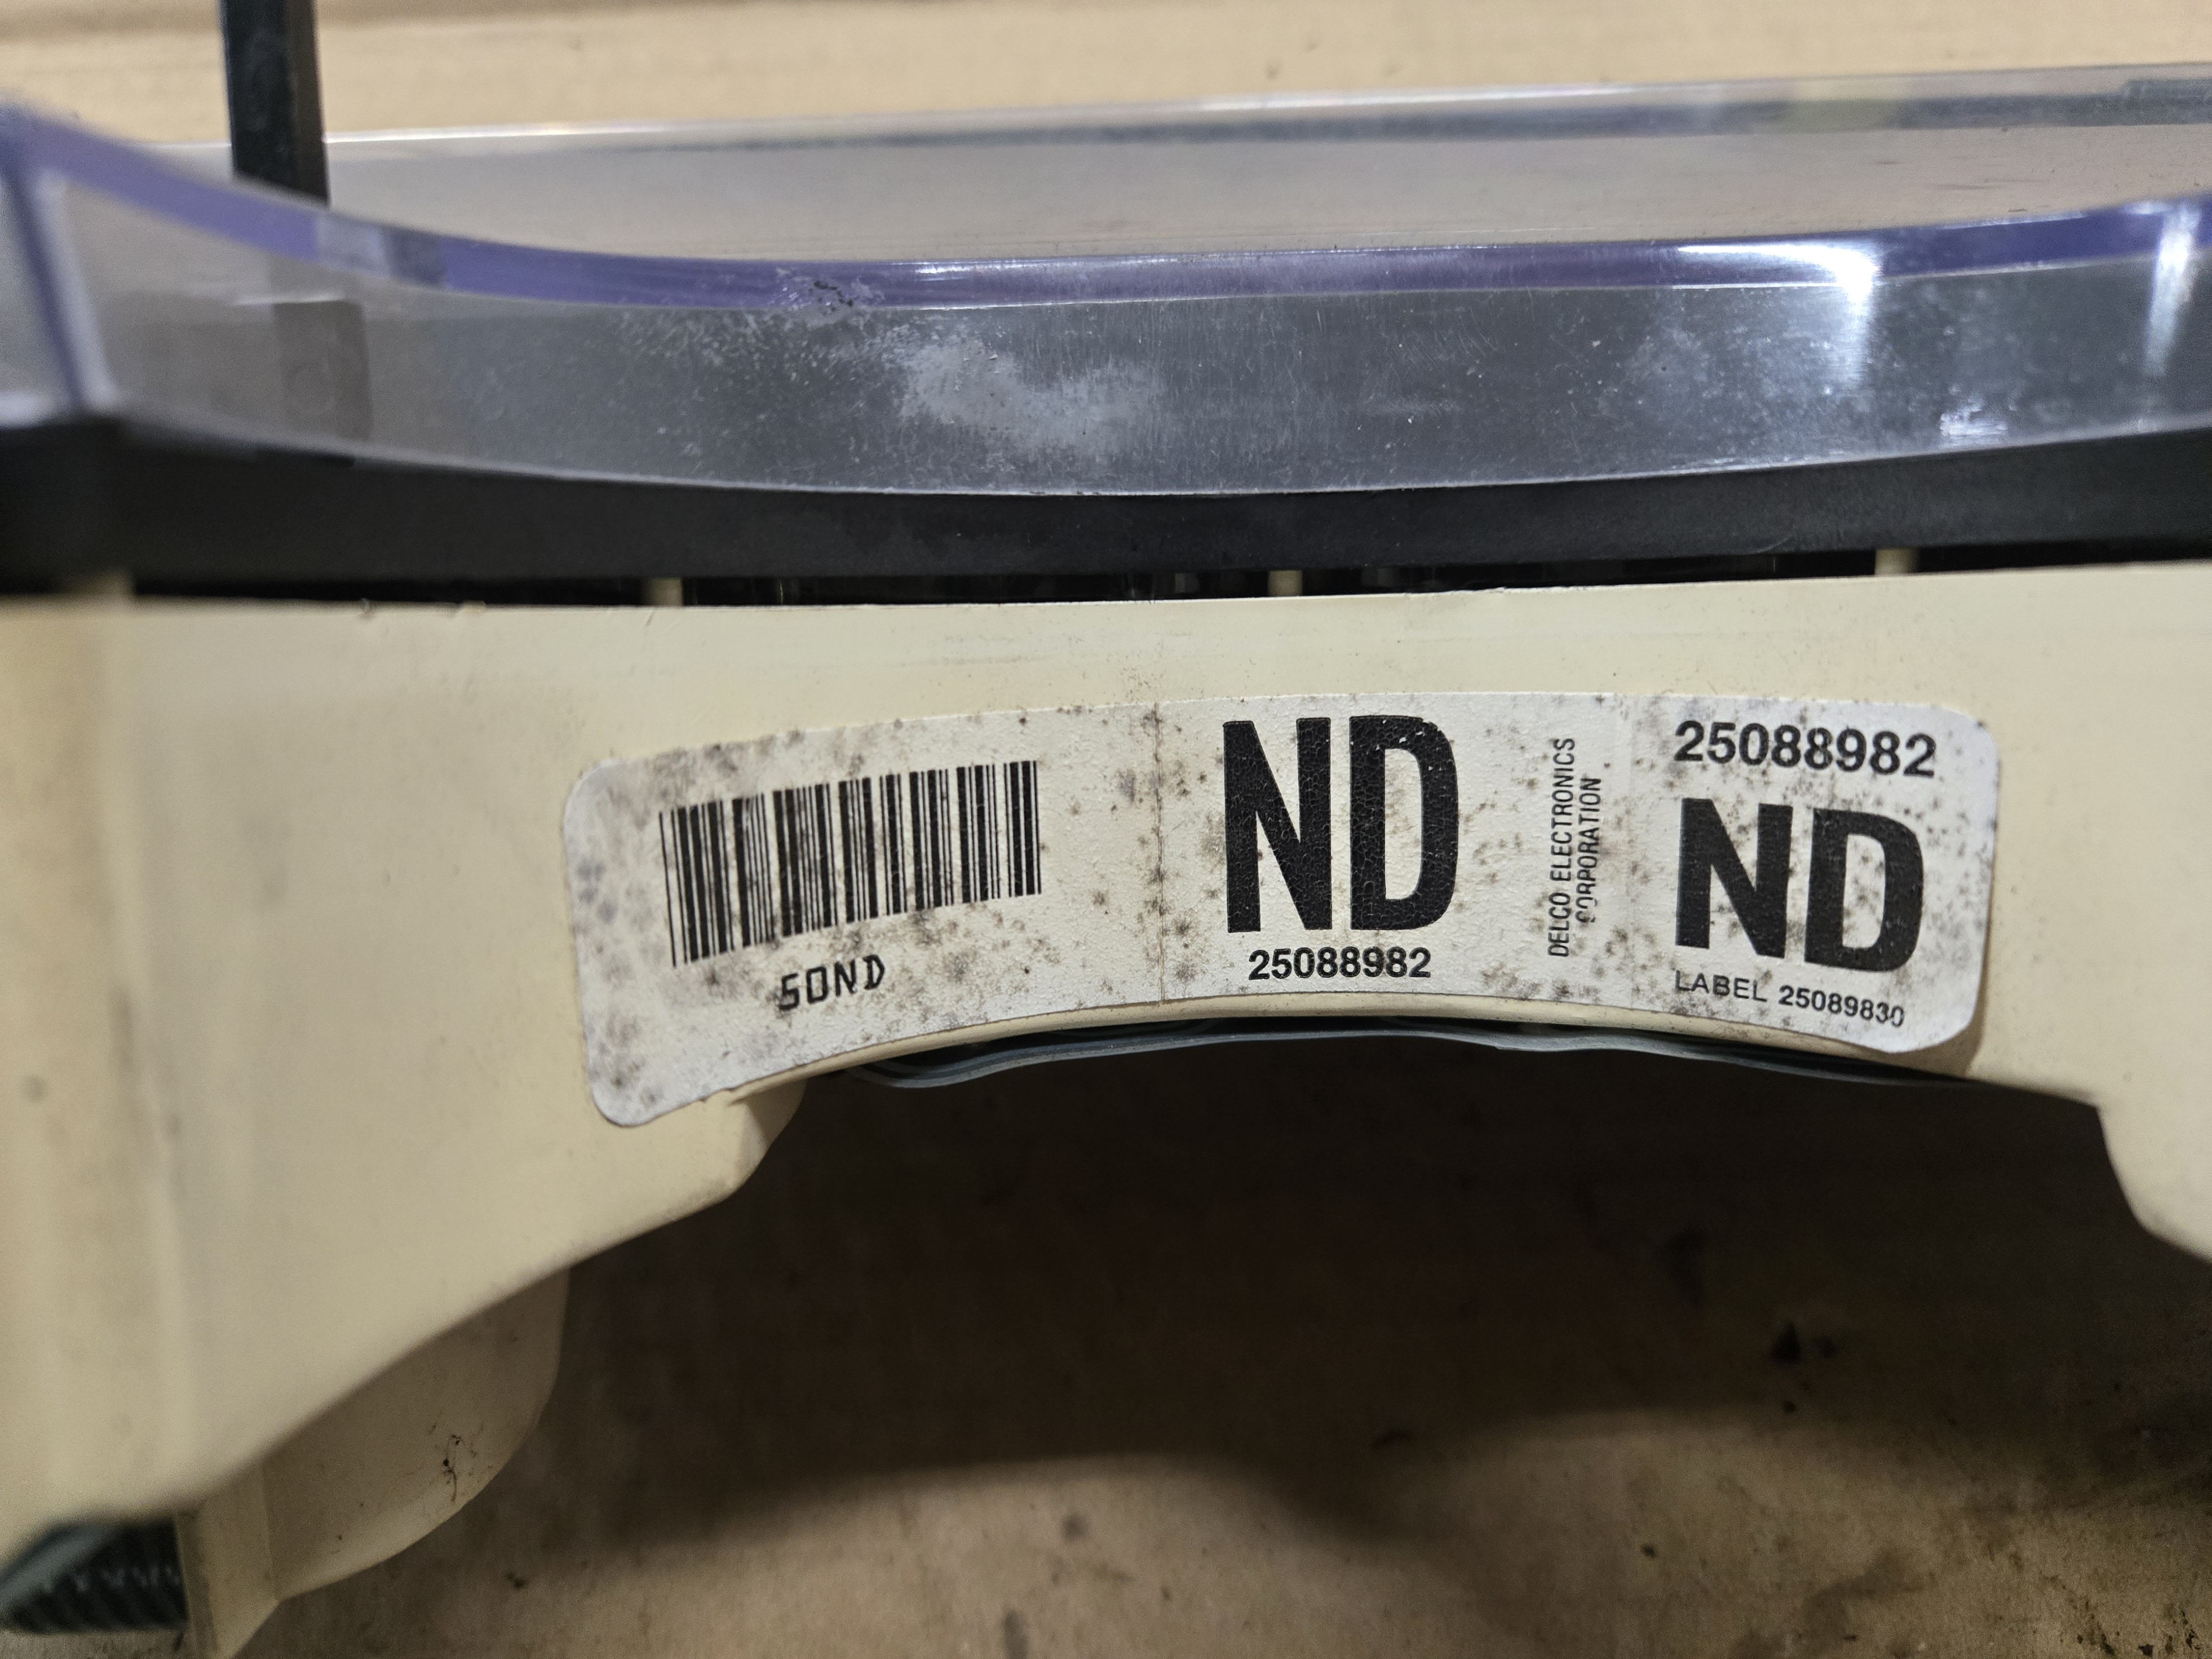 50ND
ND
25088982
DELCO ELECTRONICS
CORPORATION
25088982
ND
LABEL 25089830